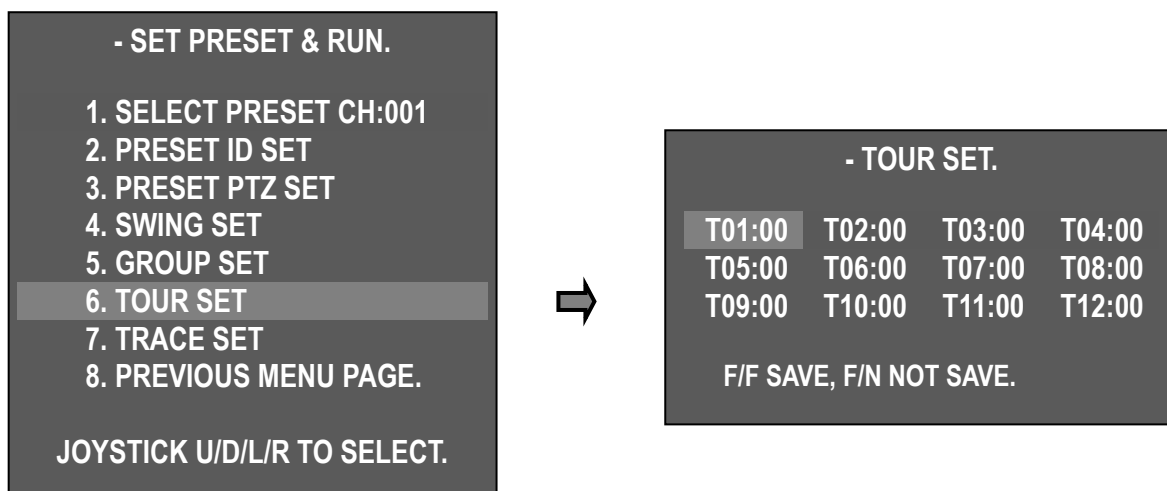 - SET PRESET & RUN.
1. SELECT PRESET CH:001
2. PRESET ID SET
3. PRESET PTZ SET
4. SWING SET
5. GROUP SET
6. TOUR SET
7. TRACE SET
8. PREVIOUS MENU PAGE.
JOYSTICK U/D/L/R TO SELECT.
- TOUR SET.
T01:00 T02:00 T03:00 T04:00
T05:00 T06:00 T07:00 T08:00
T09:00 T10:00 T11:00 T12:00
F/F SAVE, F/N NOT SAVE.